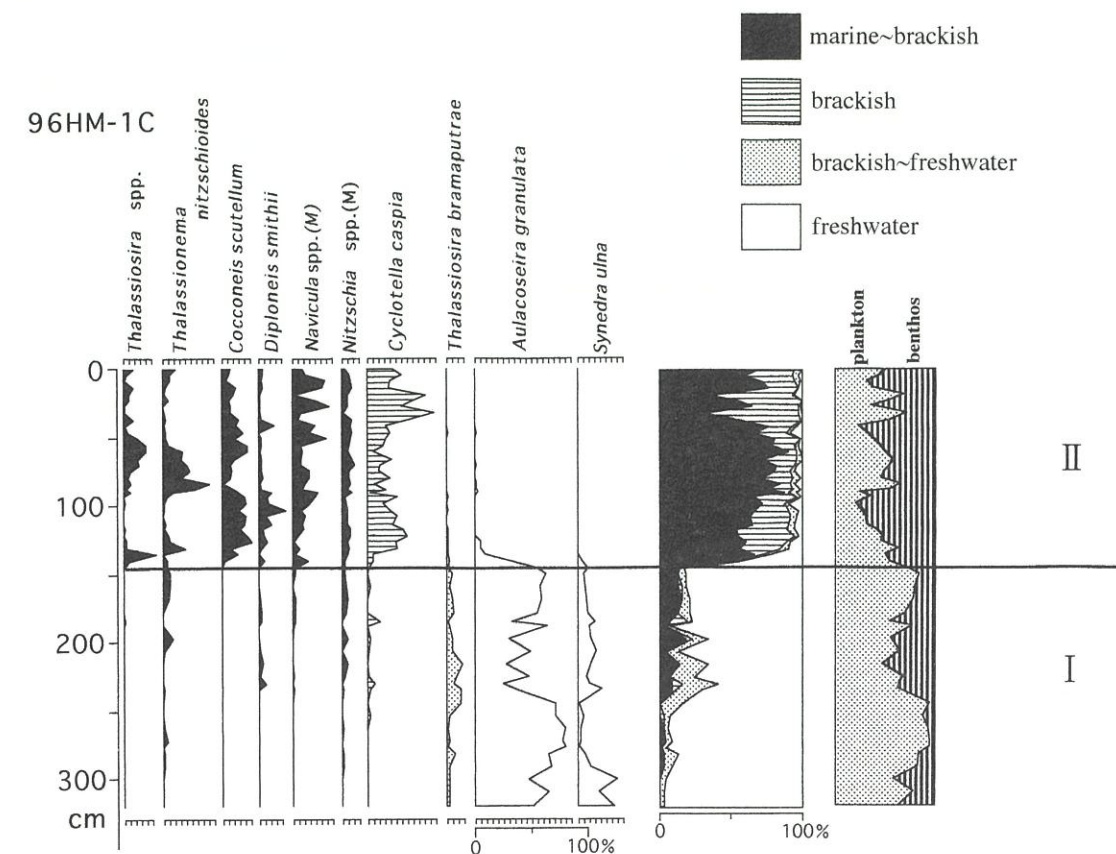 marine~brackish
brackish
brackish~freshwater
freshwater
96HM-1C
Thalassiosira spp.
Thalassionema
nitzschioides
Cocconeis scutellum
Diploneis smithii
Navicula spp.(M)
Nitzschia spp.(M)
Cyclotella caspia
Thalassiosira bramaputrae
Aulacoseira granulata
Synedra ulna
plankton
benthos
0
100
200
300
cm
II
I
0
100%
0
100%